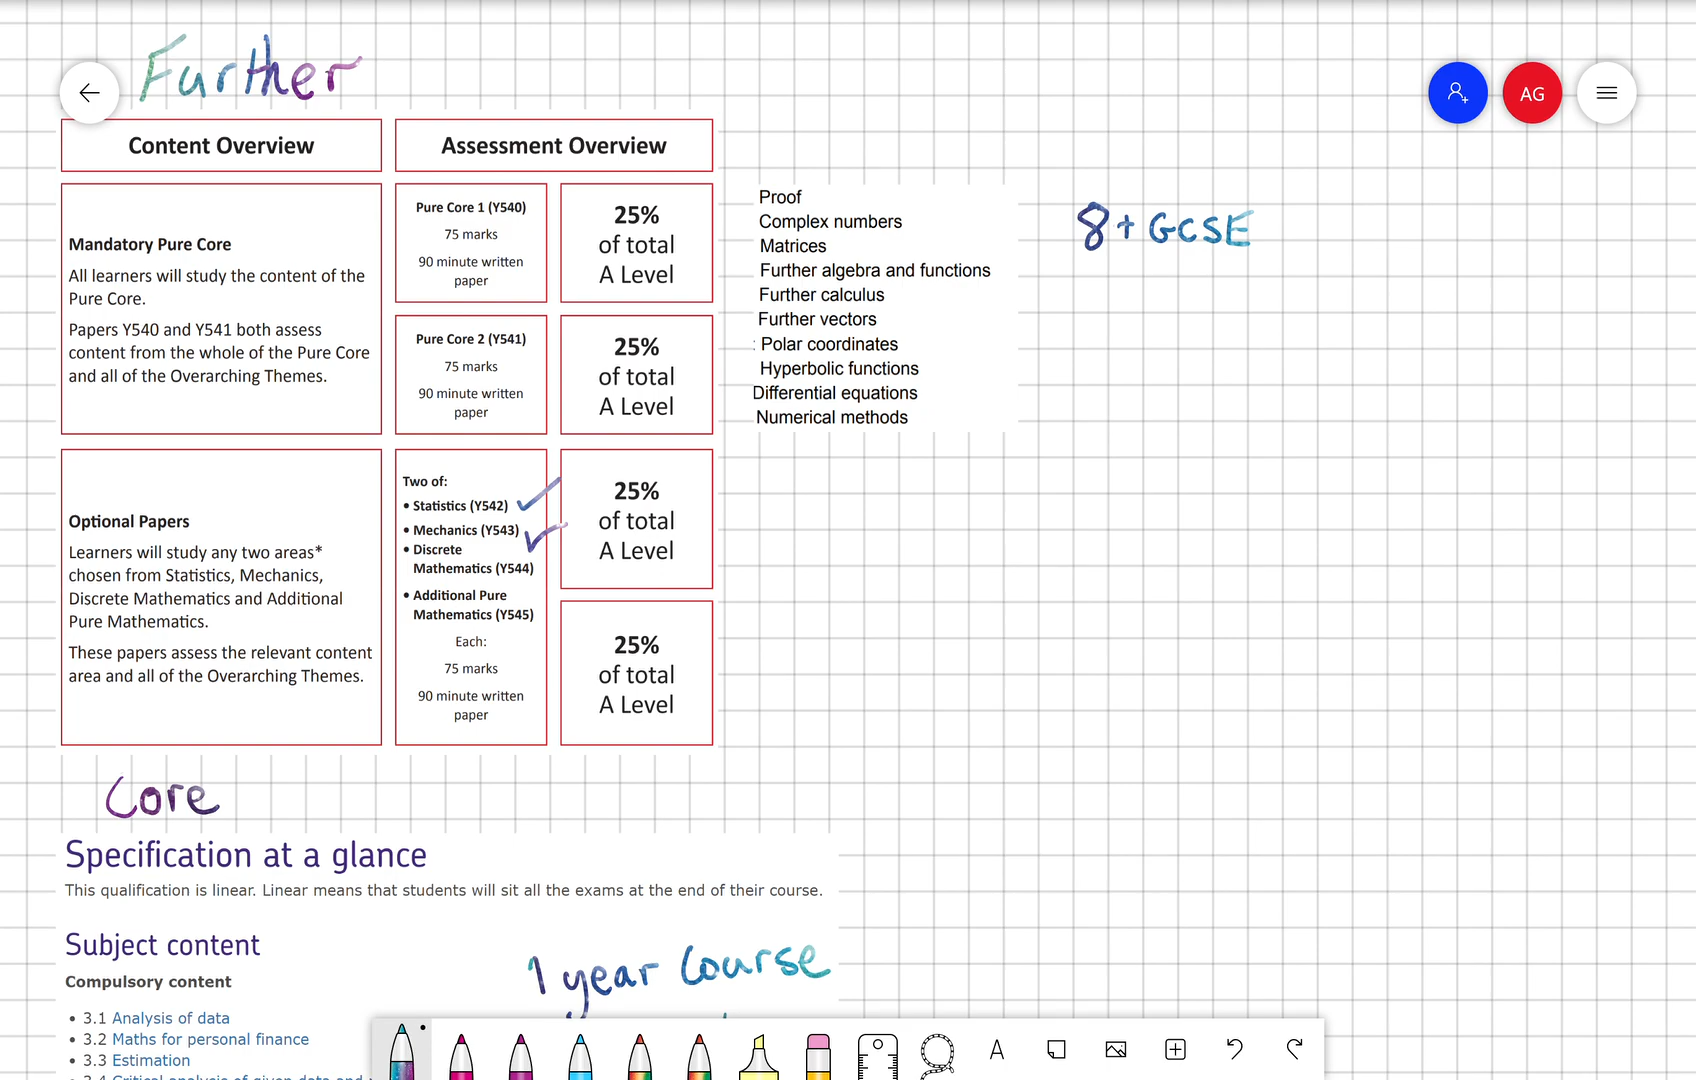 Further
AG
Content Overview
Assessment Overview
Mandatory Pure Core
All learners will study the content of the
Pure Core.
Papers Y540 and Y541 both assess
content from the whole of the Pure Core
and all of the Overarching Themes.
Pure Core 1 (Y540)
75 marks
90 minute written
paper
25%
of total
A Level
Pure Core 2 (Y541)
75 marks
90 minute written
paper
25%
of total
A Level
Proof
Complex numbers
Matrices
Further algebra and functions
Further calculus
Further vectors
: Polar coordinates
Hyperbolic functions
Differential equations
Numerical methods
8+ GCSE
Optional Papers
Learners will study any two areas*
chosen from Statistics, Mechanics,
Discrete Mathematics and Additional
Pure Mathematics.
These papers assess the relevant content
area and all of the Overarching Themes.
Two of:
• Statistics (Y542)
• Mechanics (Y543)
• Discrete
Mathematics (Y544)
• Additional Pure
Mathematics (Y545)
Each:
75 marks
90 minute written
paper
25%
of total
A Level
25%
of total
A Level
Core
Specification at a glance
This qualification is linear. Linear means that students will sit all the exams at the end of their course.
Subject content
Compulsory content
1 year course
• 3.1 Analysis of data
• 3.2 Maths for personal finance
• 3.3 Estimation
• 3.4 Critical analysis of given data and
A